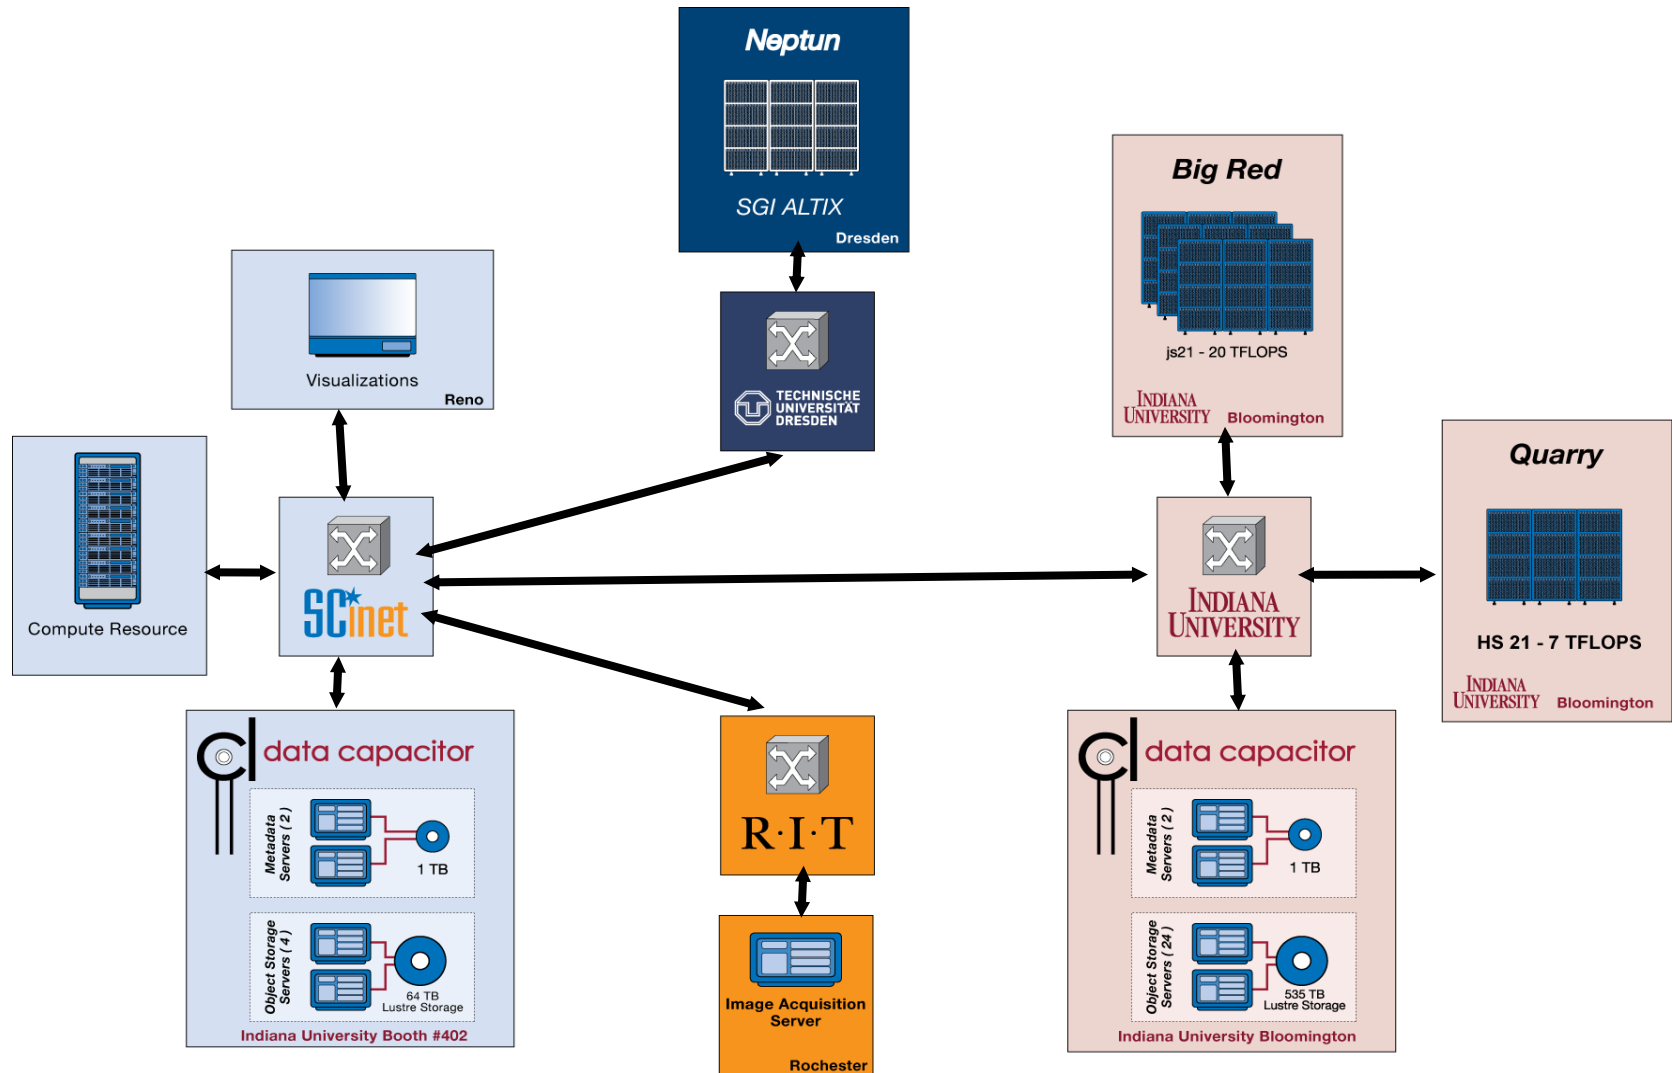 Neptun
SGI ALTIX
Dresden
Big Red
js21 - 20 TFLOPS
INDIANA
UNIVERSITY
Bloomington
Visualizations
Reno
TECHNISCHE
UNIVERSITÄT
DRESDEN
Quarry
HS 21 - 7 TFLOPS
INDIANA
UNIVERSITY
Bloomington
Compute Resource
SCinet
INDIANA
UNIVERSITY
data capacitor
Metadata
Servers ( 2 )
1 TB
Object Storage
Servers ( 4 )
64 TB
Lustre Storage
Indiana University Booth #402
R·I·T
Image Acquisition
Server
Rochester
data capacitor
Metadata
Servers ( 2 )
1 TB
Object Storage
Servers ( 24 )
535 TB
Lustre Storage
Indiana University Bloomington